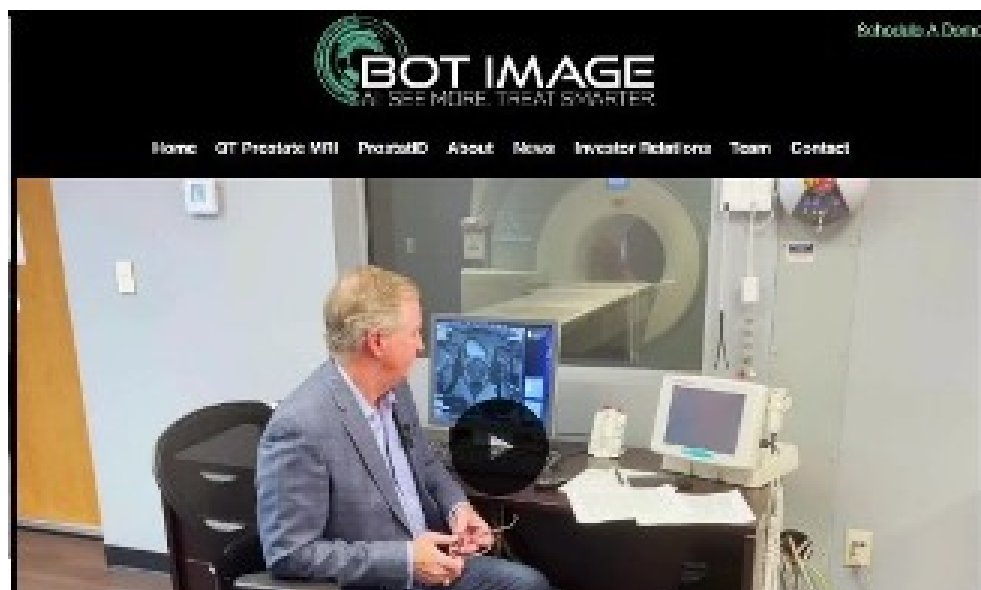 Schedule A Demo
BOT IMAGE
AI: SEE MORE. TREAT SMARTER
Home QT Prostate MRI ProstatID About News Investor Relations Team Contact